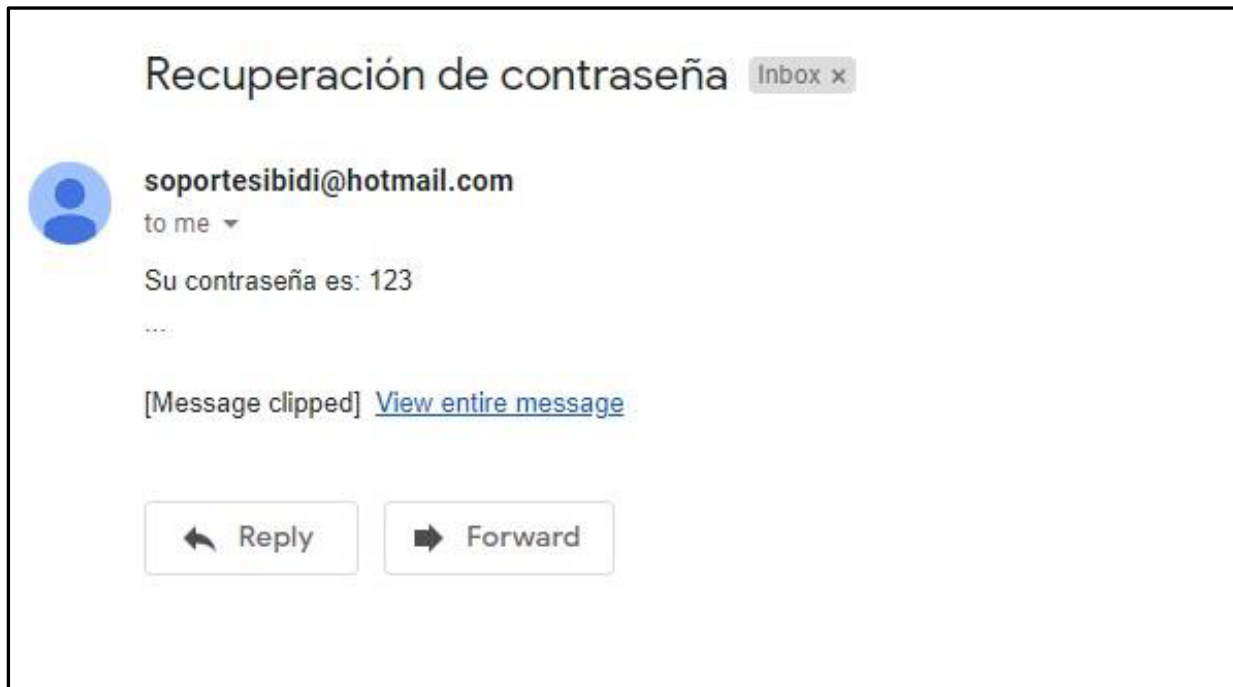 Recuperación de contraseña Inbox x
soportesibidi@hotmail.com
to me
Su contraseña es: 123
...
[Message clipped] View entire message
Reply Forward